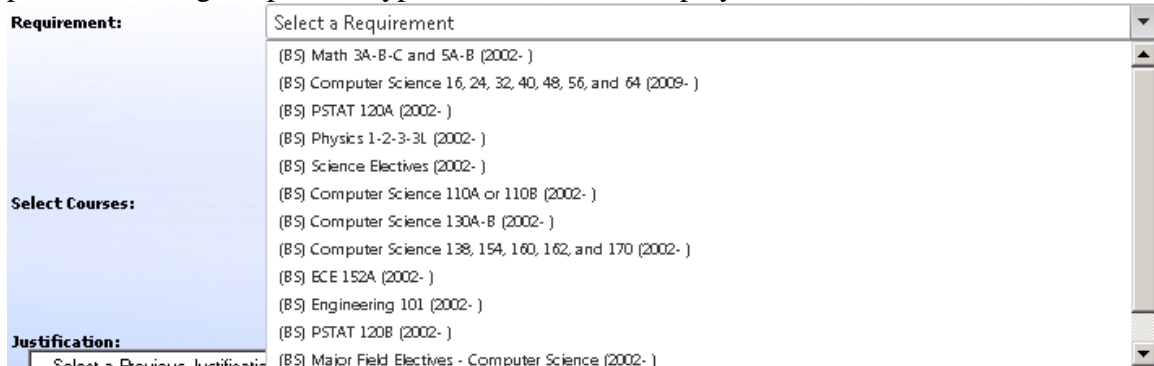 Requirement:
Select a Requirement
(BS) Math 3A-B-C and 5A-B (2002- )
(BS) Computer Science 16, 24, 32, 40, 48, 56, and 64 (2009- )
(BS) PSTAT 120A (2002- )
(BS) Physics 1-2-3-3L (2002- )
(BS) Science Electives (2002- )
Select Courses:
(BS) Computer Science 110A or 110B (2002- )
(BS) Computer Science 130A-B (2002- )
(BS) Computer Science 138, 154, 160, 162, and 170 (2002- )
(BS) ECE 152A (2002- )
(BS) Engineering 101 (2002- )
Justification:
(BS) PSTAT 120B (2002- )
Select a Previous
(BS) Major Field Electives - Computer Science (2002- )